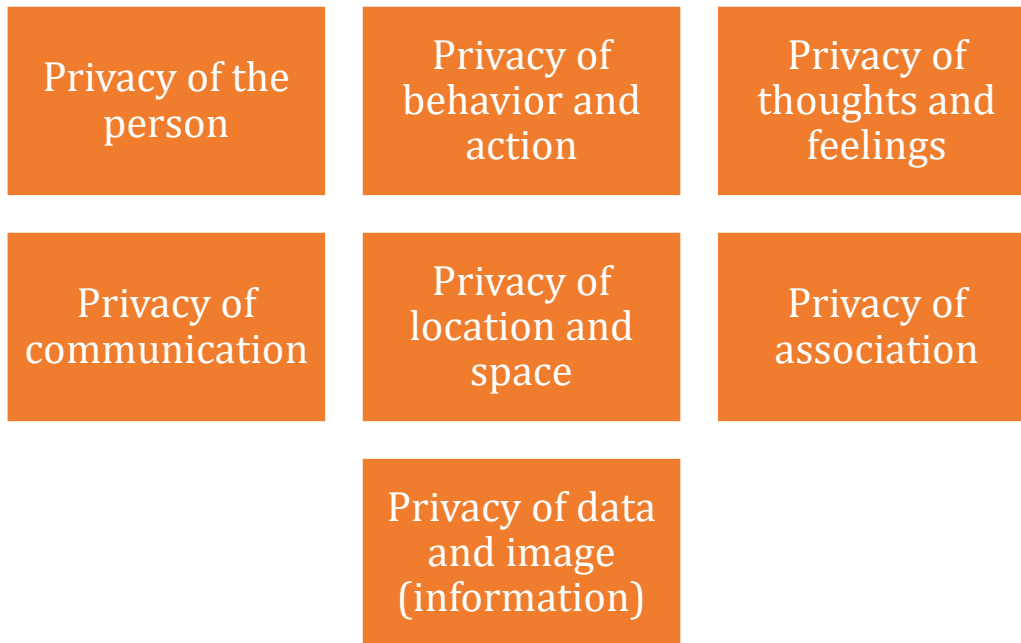 Privacy of the
person
Privacy of
behavior and
action
Privacy of
thoughts and
feelings
Privacy of
communication
Privacy of
location and
space
Privacy of
association
Privacy of data
and image
(information)